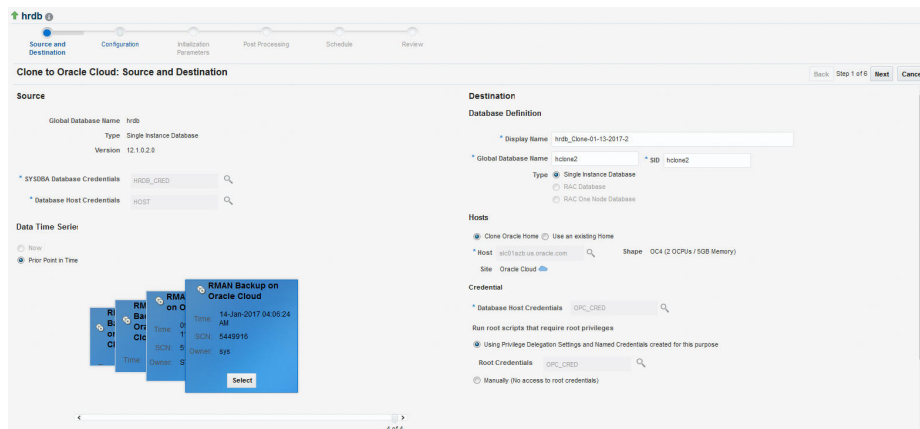 hrdb
Source and Destination
Configuration
Initialization Parameters
Post Processing
Schedule
Review
Clone to Oracle Cloud: Source and Destination
Back Step 1 of 6 Next Cance
Source
Global Database Name hrdb
Type Single Instance Database
Version 12.1.0.2.0
* SYSDBA Database Credentials HRDB_CRED
* Database Host Credentials HOST
Data Time Series
Now
Prior Point in Time
RMAN Backup on Oracle Cloud
Time: 14-Jan-2017 04:06:24 AM
SCN: 5449916
Owner: sys
Select
4 of 4
Destination
Database Definition
* Display Name hrdb_Clone-01-13-2017-2
* Global Database Name hclone2 * SID hclone2
Type Single Instance Database
RAC Database
RAC One Node Database
Hosts
Clone Oracle Home Use an existing Home
* Host Shape OC4 (2 OCPUs / 5GB Memory)
Site Oracle Cloud
Credential
* Database Host Credentials OPC_CRED
Run root scripts that require root privileges
Using Privilege Delegation Settings and Named Credentials created for this purpose
Root Credentials OPC_CRED
Manually (No access to root credentials)